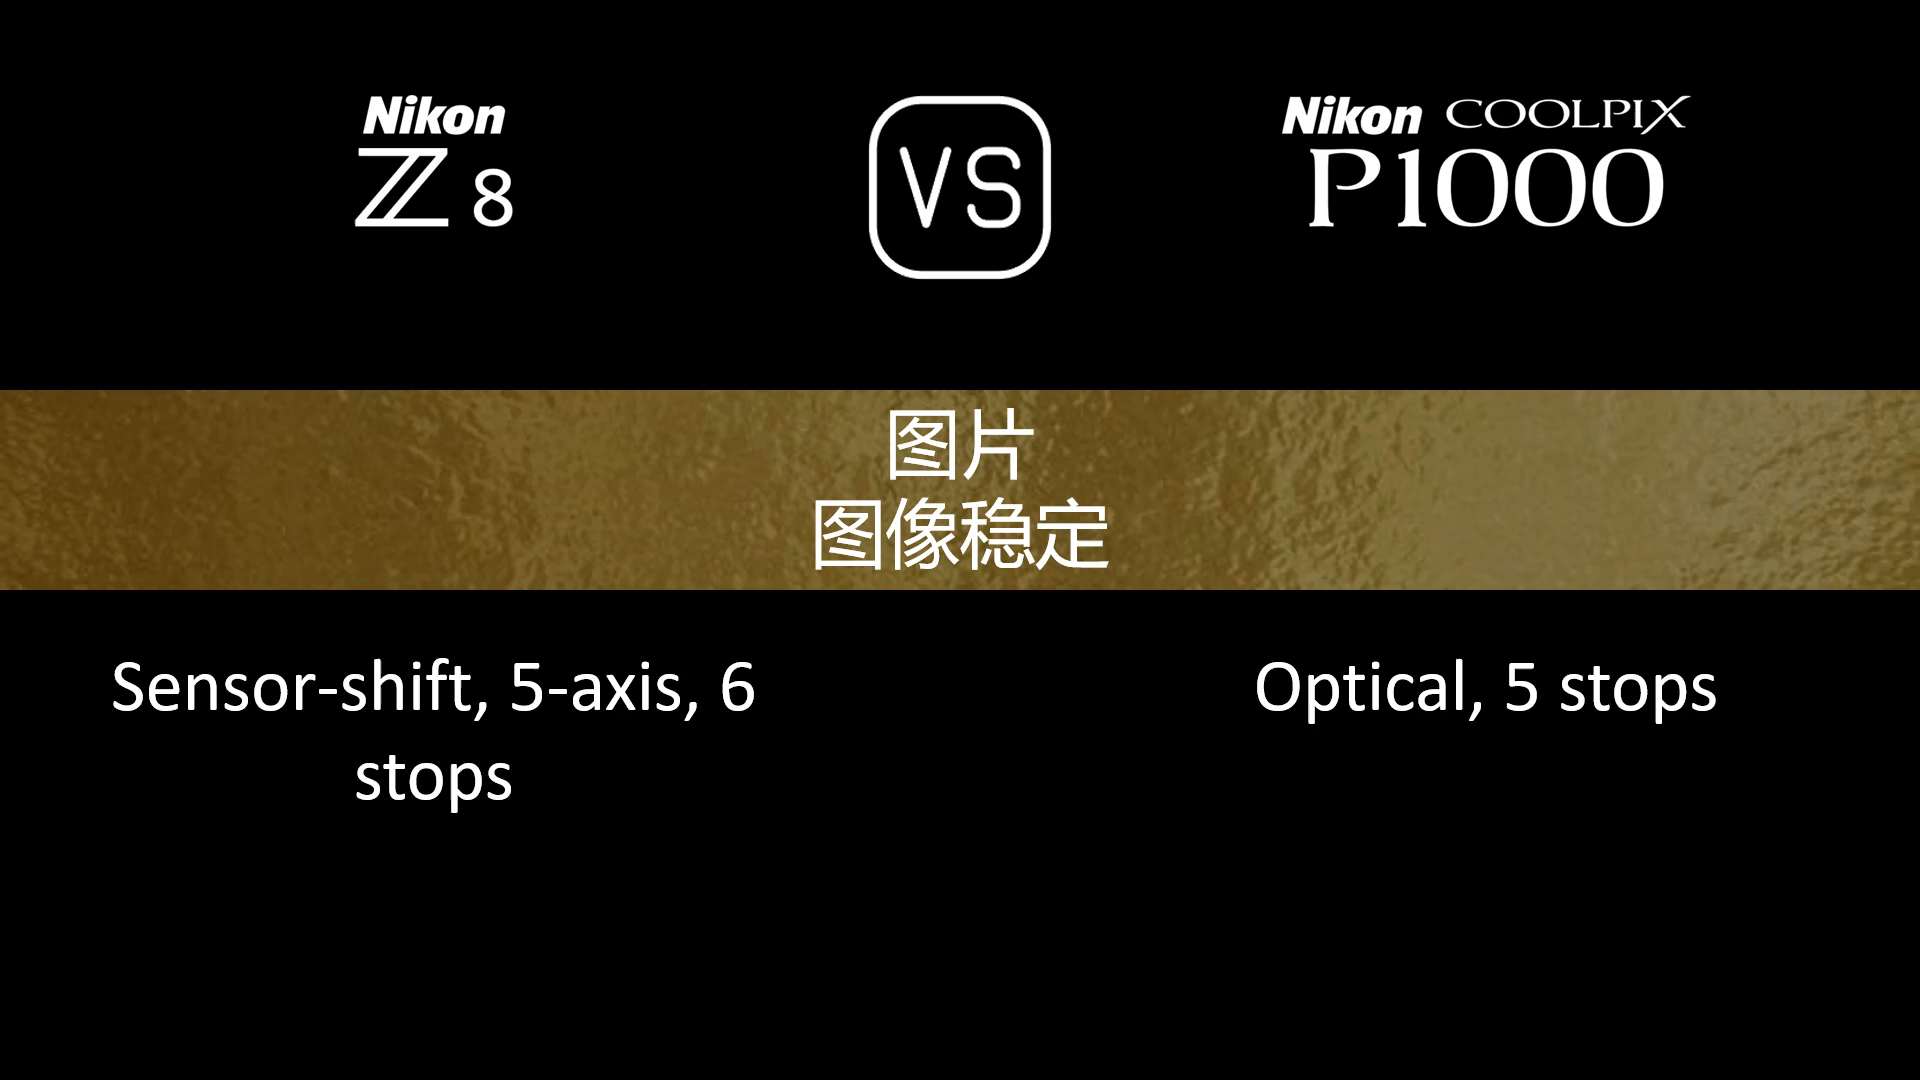 Nikon
Z 8
VS
Nikon COOLPIX
P1000
图片
图像稳定
Sensor-shift, 5-axis, 6
stops
Optical, 5 stops